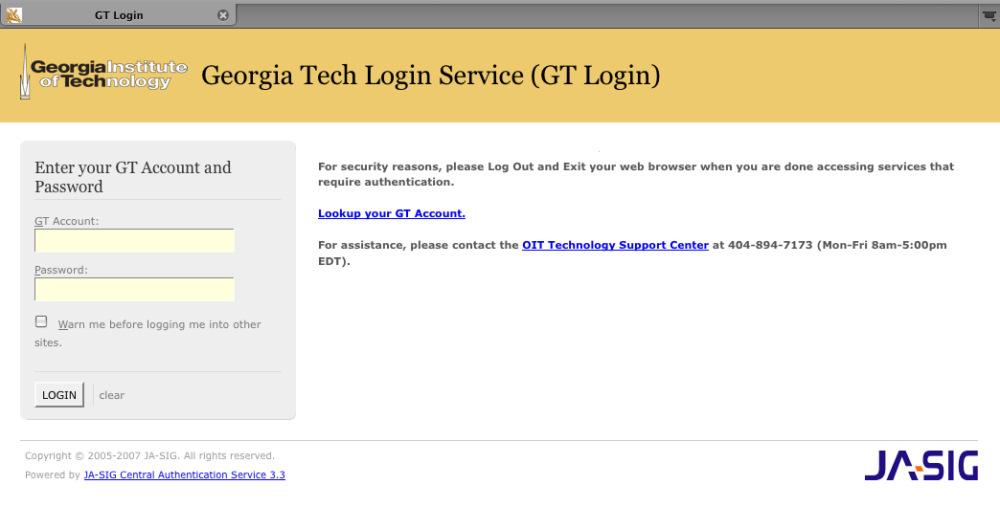 GT Login
Georgia Institute
of Technology
Georgia Tech Login Service (GT Login)
Enter your GT Account and
Password
GT Account:
Password:
Warn me before logging me into other
sites.
LOGIN
clear
For security reasons, please Log Out and Exit your web browser when you are done accessing services that
require authentication.
Lookup your GT Account.
For assistance, please contact the OIT Technology Support Center at 404-894-7173 (Mon-Fri 8am-5:00pm
EDT).
Copyright © 2005-2007 JA-SIG. All rights reserved.
Powered by JA-SIG Central Authentication Service 3.3
JA-SIG